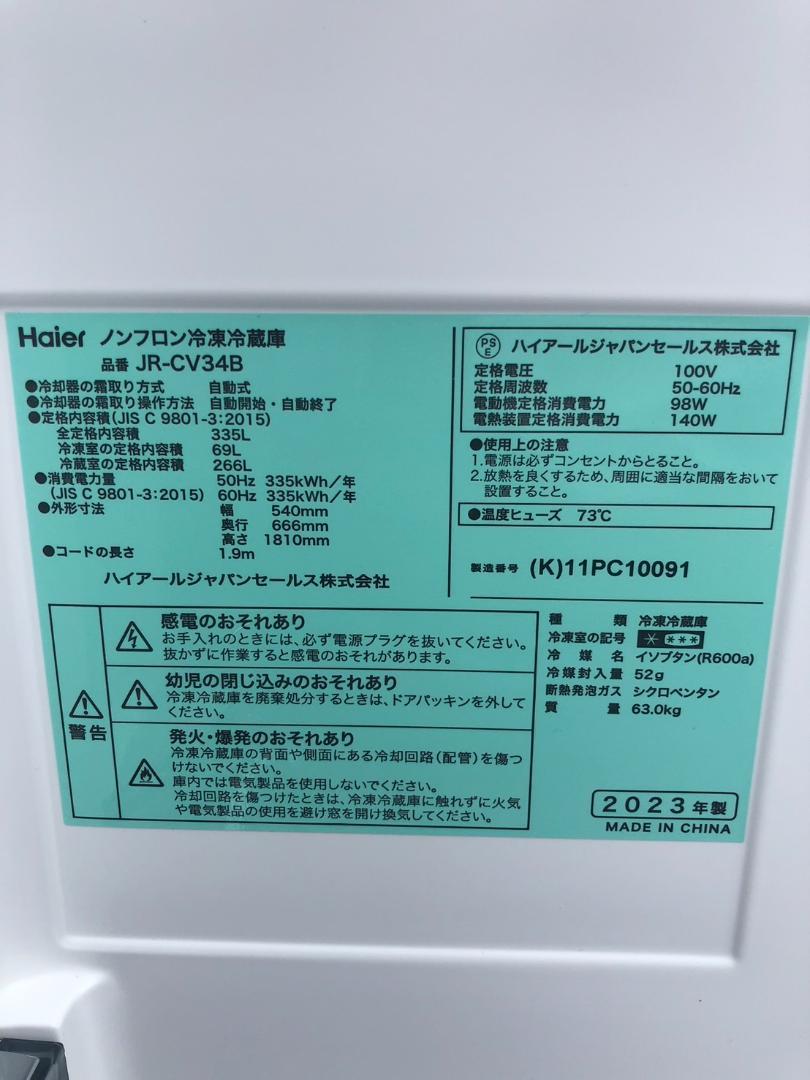 Haier ノンフロン冷凍冷蔵庫
品番 JR-CV34B
●冷却器の霜取り方式 自動式
●冷却器の霜取り操作方法 自動開始・自動終了
●定格内容積(JIS C 9801-3:2015)
全定格内容積 335L
冷凍室の定格内容積 69L
冷蔵室の定格内容積 266L
●消費電力量 50Hz 335kWh/年
(JIS C 9801-3:2015) 60Hz 335kWh/年
●外形寸法 幅 540mm
奥行 666mm
高さ 1810mm
●コードの長さ 1.9m
ハイアールジャパンセールス株式会社
PSE ハイアールジャパンセールス株式会社
定格電圧 100V
定格周波数 50-60Hz
電動機定格消費電力 98W
電熱装置定格消費電力 140W
●使用上の注意
1.電源は必ずコンセントからとること。
2.放熱を良くするため、周囲に適当な間隔をおいて
設置すること。
●温度ヒューズ 73℃
製造番号 (K)11PC10091
警告
感電のおそれあり
お手入れのときには、必ず電源プラグを抜いてください。
抜かずに作業すると感電のおそれがあります。
幼児の閉じ込めのおそれあり
冷凍冷蔵庫を廃棄処分するときは、ドアパッキンを外して
ください。
発火・爆発のおそれあり
冷凍冷蔵庫の背面や側面にある冷却回路(配管)を傷つ
けないでください。
庫内では電気製品を使用しないでください。
冷却回路を傷つけたときは、冷凍冷蔵庫に触れずに火気
や電気製品の使用を避け窓を開け換気してください。
種類 冷凍冷蔵庫
冷凍室の記号 * ***
冷媒名 イソブタン(R600a)
冷媒封入量 52g
断熱発泡ガス シクロペンタン
質量 63.0kg
2023年製
MADE IN CHINA